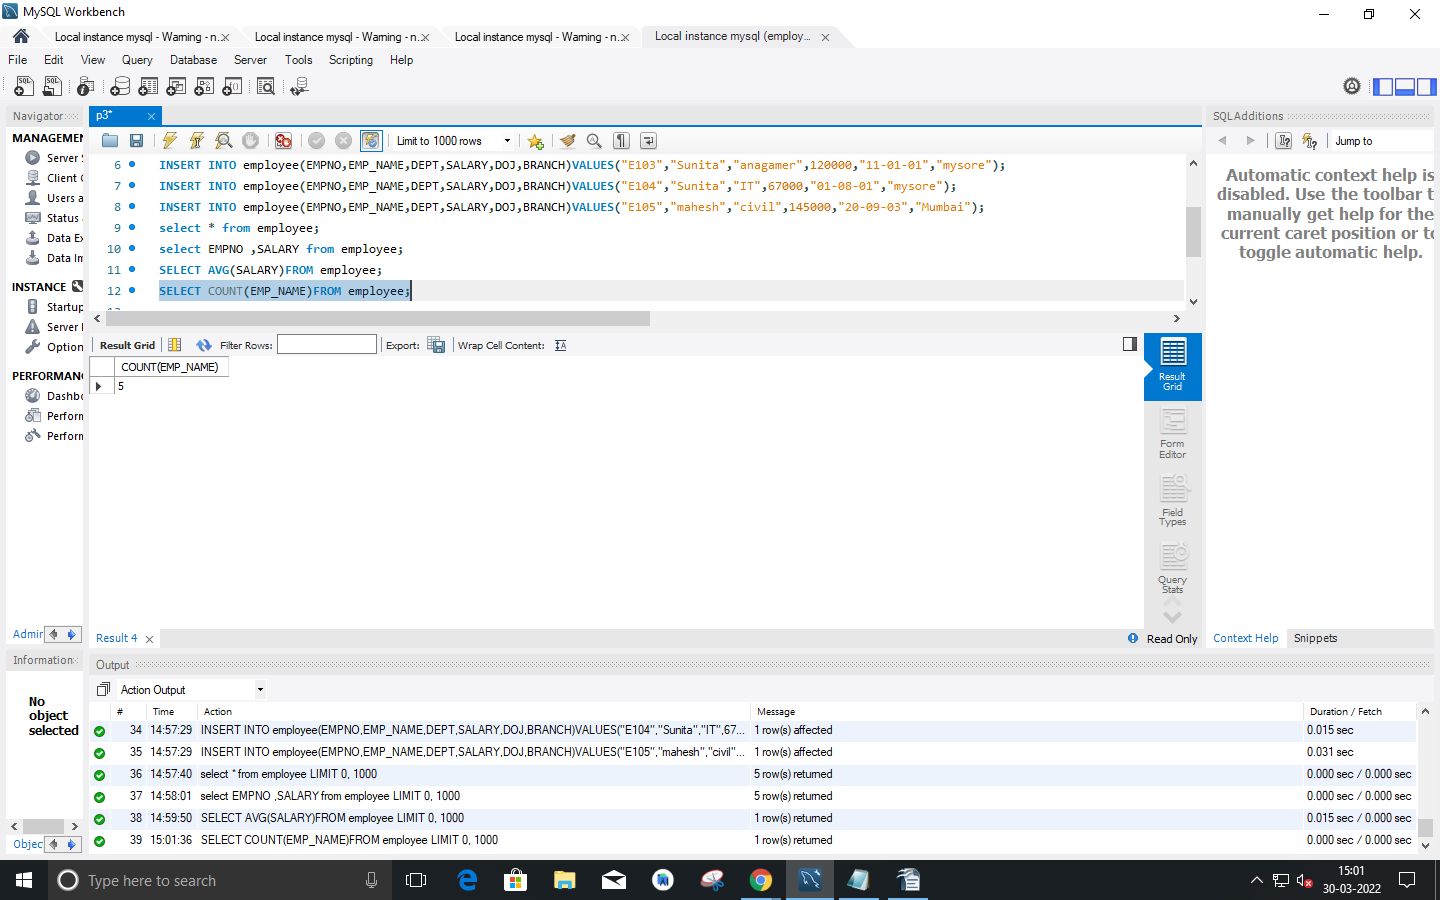 MySQL Workbench
Local instance mysql - Warning - n...
Local instance mysql - Warning - n...
Local instance mysql - Warning - n...
Local instance mysql (employ...
File Edit View Query Database Server Tools Scripting Help
Navigator
p3*
SQLAdditions
MANAGEMEN
Server S
Client C
Users a
Status
Data Ex
Data Im
INSTANCE
Startup
Server L
Option
PERFORMAN
Dashbo
Perform
Perform
Limit to 1000 rows
Jump to
6 INSERT INTO employee(EMPNO,EMP_NAME,DEPT,SALARY,DOJ,BRANCH)VALUES("E103","Sunita","anagamer",120000,"11-01-01","mysore");
7 INSERT INTO employee(EMPNO,EMP_NAME,DEPT,SALARY,DOJ,BRANCH)VALUES("E104","Sunita","IT",67000,"01-08-01","mysore");
8 INSERT INTO employee(EMPNO,EMP_NAME,DEPT,SALARY,DOJ,BRANCH)VALUES("E105","mahesh","civil",145000,"20-09-03","Mumbai");
9 select * from employee;
10 select EMPNO ,SALARY from employee;
11 SELECT AVG(SALARY)FROM employee;
12 SELECT COUNT(EMP_NAME)FROM employee;
Automatic context help is
disabled. Use the toolbar t
manually get help for the
current caret position or to
toggle automatic help.
Result Grid Filter Rows: Export: Wrap Cell Content:
COUNT(EMP_NAME)
5
Result
Grid
Form
Editor
Field
Types
Query
Stats
Admir
Result 4
Read Only
Context Help Snippets
Information
No
object
selected
Objec
Output
Action Output
# Time Action Message Duration / Fetch
34 14:57:29 INSERT INTO employee(EMPNO,EMP_NAME,DEPT,SALARY,DOJ,BRANCH)VALUES("E104","Sunita","IT",67... 1 row(s) affected 0.015 sec
35 14:57:29 INSERT INTO employee(EMPNO,EMP_NAME,DEPT,SALARY,DOJ,BRANCH)VALUES("E105","mahesh","civil"... 1 row(s) affected 0.031 sec
36 14:57:40 select * from employee LIMIT 0, 1000 5 row(s) returned 0.000 sec / 0.000 sec
37 14:58:01 select EMPNO ,SALARY from employee LIMIT 0, 1000 5 row(s) returned 0.000 sec / 0.000 sec
38 14:59:50 SELECT AVG(SALARY)FROM employee LIMIT 0, 1000 1 row(s) returned 0.015 sec / 0.000 sec
39 15:01:36 SELECT COUNT(EMP_NAME)FROM employee LIMIT 0, 1000 1 row(s) returned 0.000 sec / 0.000 sec
Type here to search
15:01
30-03-2022